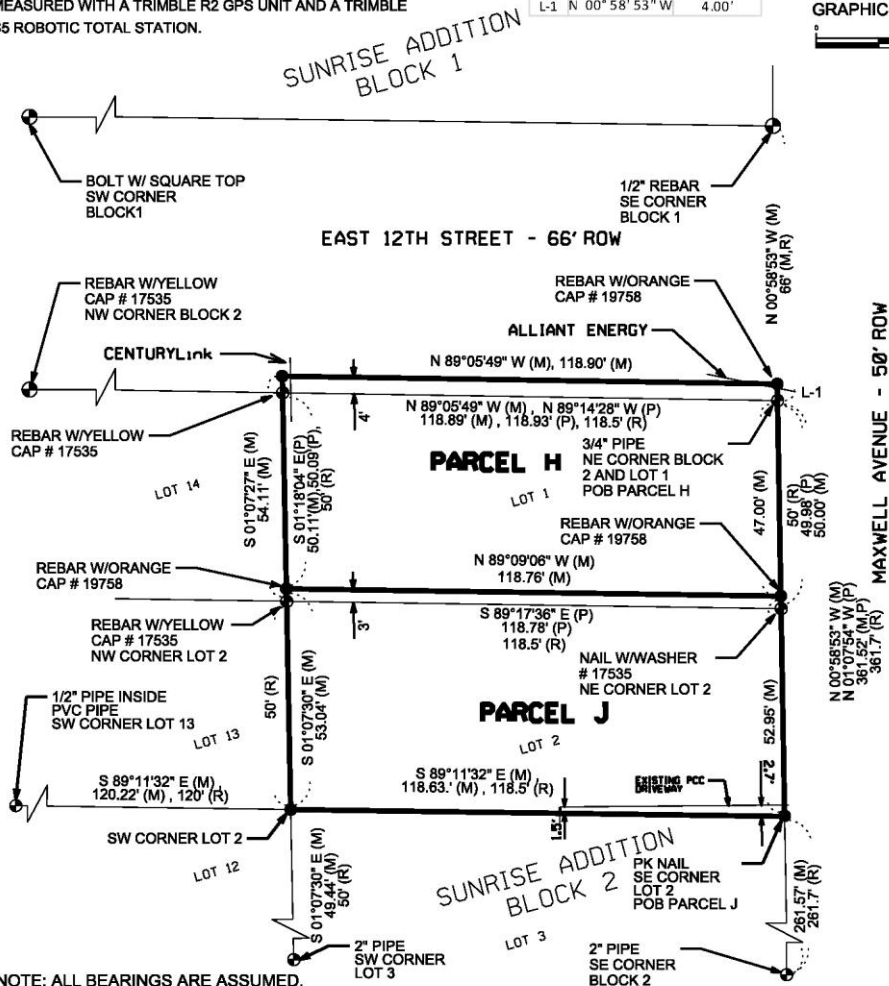 MEASURED WITH A TRIMBLE R2 GPS UNIT AND A TRIMBLE
S5 ROBOTIC TOTAL STATION.
L-1 N 00°58'53" W 4.00'
GRAPHIC
0
SUNRISE ADDITION
BLOCK 1
BOLT W/ SQUARE TOP
SW CORNER
BLOCK1
1/2" REBAR
SE CORNER
BLOCK 1
EAST 12TH STREET - 66' ROW
N 00°58'53" W (M)
66' (M,R)
REBAR W/YELLOW
CAP # 17535
NW CORNER BLOCK 2
REBAR W/ORANGE
CAP # 19758
ALLIANT ENERGY
CENTURYLink
N 89°05'49" W (M), 118.90' (M)
L-1
4'
N 89°05'49" W (M) , N 89°14'28" W (P)
118.89' (M) , 118.93' (P), 118.5' (R)
REBAR W/YELLOW
CAP # 17535
3/4" PIPE
NE CORNER BLOCK
2 AND LOT 1
POB PARCEL H
PARCEL H
LOT 14
LOT 1
S 01°07'27" E (M)
54.11' (M)
S 01°18'04" E(P)
50.11'(M),50.09'(P),
50' (R)
47.00' (M)
50' (R)
49.98' (P)
50.00' (M)
MAXWELL AVENUE - 50' ROW
REBAR W/ORANGE
CAP # 19758
REBAR W/ORANGE
CAP # 19758
N 89°09'06" W (M)
118.76' (M)
3'
S 89°17'36" E (P)
118.78' (P)
118.5' (R)
REBAR W/YELLOW
CAP # 17535
NW CORNER LOT 2
NAIL W/WASHER
# 17535
NE CORNER LOT 2
N 00°58'53" W (M)
N 01°07'54" W (P)
361.52' (M,P)
361.7' (R)
1/2" PIPE INSIDE
PVC PIPE
SW CORNER LOT 13
50' (R)
S 01°07'30" E (M)
53.04' (M)
PARCEL J
LOT 13
LOT 2
52.95' (M)
S 89°11'32" E (M)
120.22' (M) , 120' (R)
S 89°11'32" E (M)
118.63.' (M) , 118.5' (R)
EXISTING PCC
DRIVEWAY
2.7'
1.5'
SW CORNER LOT 2
LOT 12
SUNRISE ADDITION
BLOCK 2
PK NAIL
SE CORNER
LOT 2
POB PARCEL J
S 01°07'30" E (M)
49.44' (M)
50' (R)
261.57' (M)
261.7' (R)
LOT 3
2" PIPE
SW CORNER
LOT 3
2" PIPE
SE CORNER
BLOCK 2
NOTE: ALL BEARINGS ARE ASSUMED.